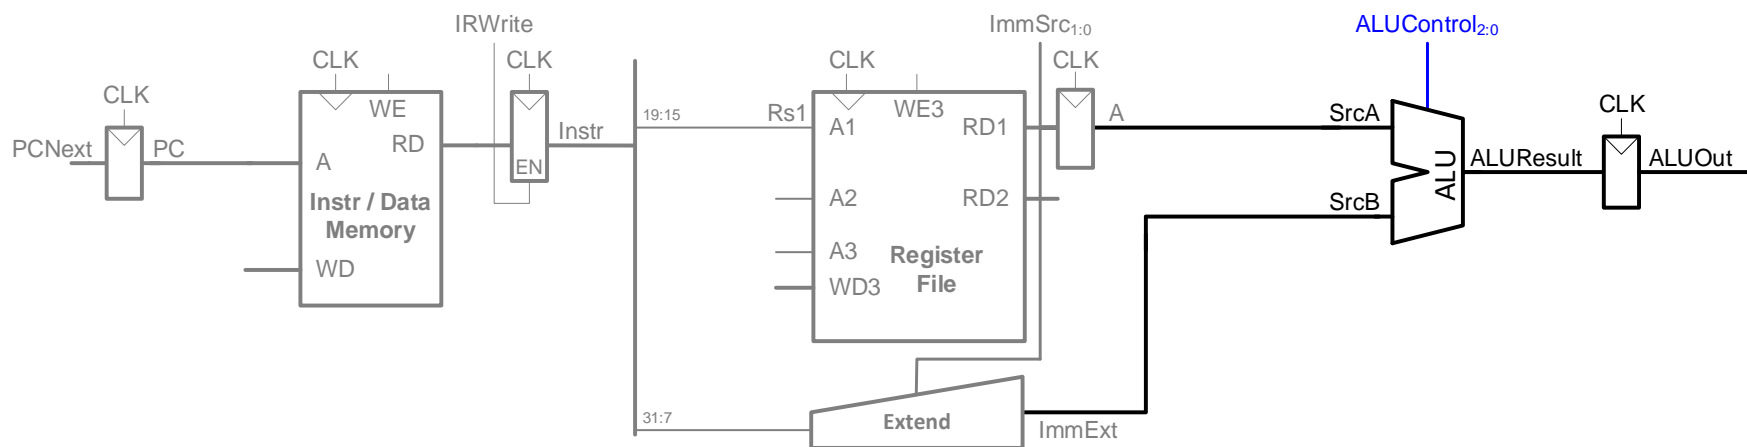 IRWrite
ImmSrc1:0
ALUControl2:0
CLK
CLK
CLK
CLK
CLK
CLK
WE
19:15
Rs1
A1
WE3
RD1
A
SrcA
PCNext
PC
A
RD
Instr
EN
ALU
ALUResult
ALUOut
Instr / Data
Memory
A2
RD2
SrcB
WD
A3
WD3
Register
File
31:7
Extend
ImmExt